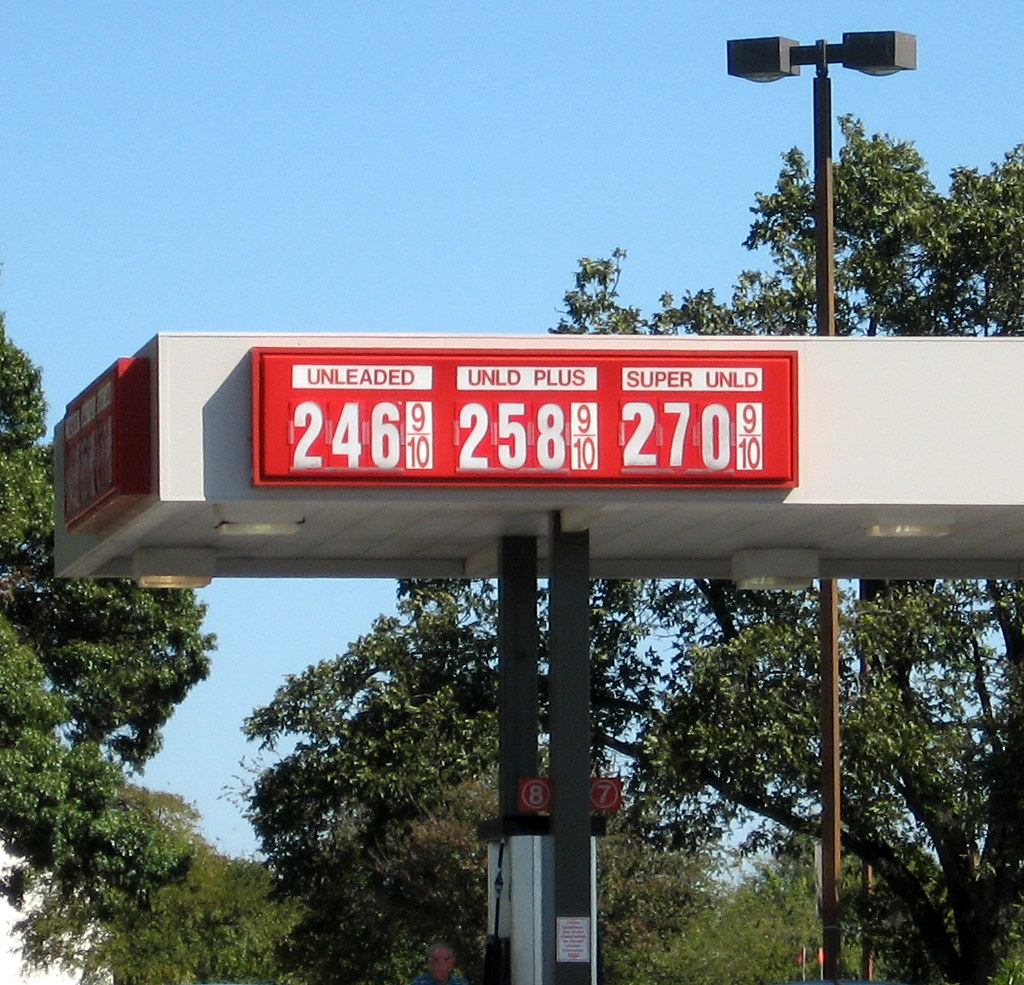 UNLEADED UNLD PLUS SUPER UNLD
246 9/10 258 9/10 270 9/10
8 7